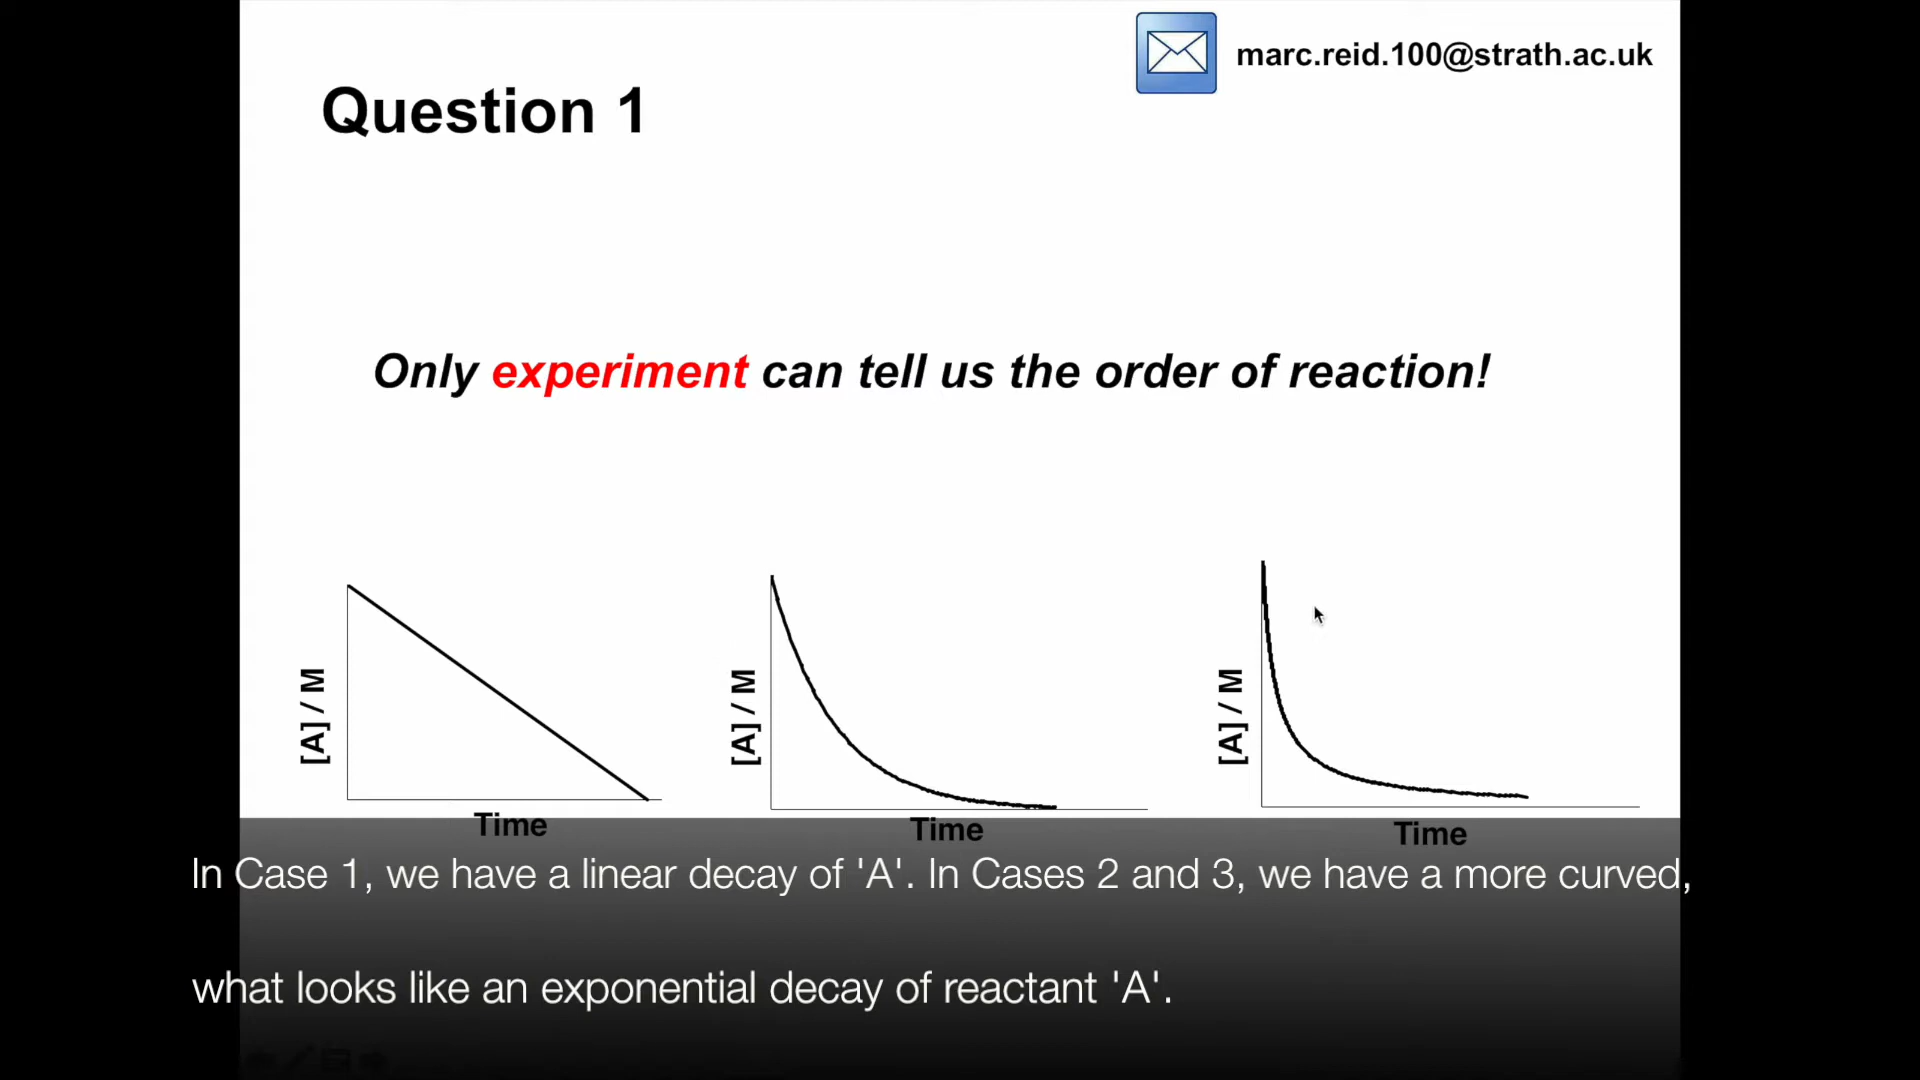 marc.reid.100@strath.ac.uk
Question 1
Only experiment can tell us the order of reaction!
[A] / M
Time
[A] / M
Time
[A] / M
Time
In Case 1, we have a linear decay of 'A'. In Cases 2 and 3, we have a more curved,
what looks like an exponential decay of reactant 'A'.